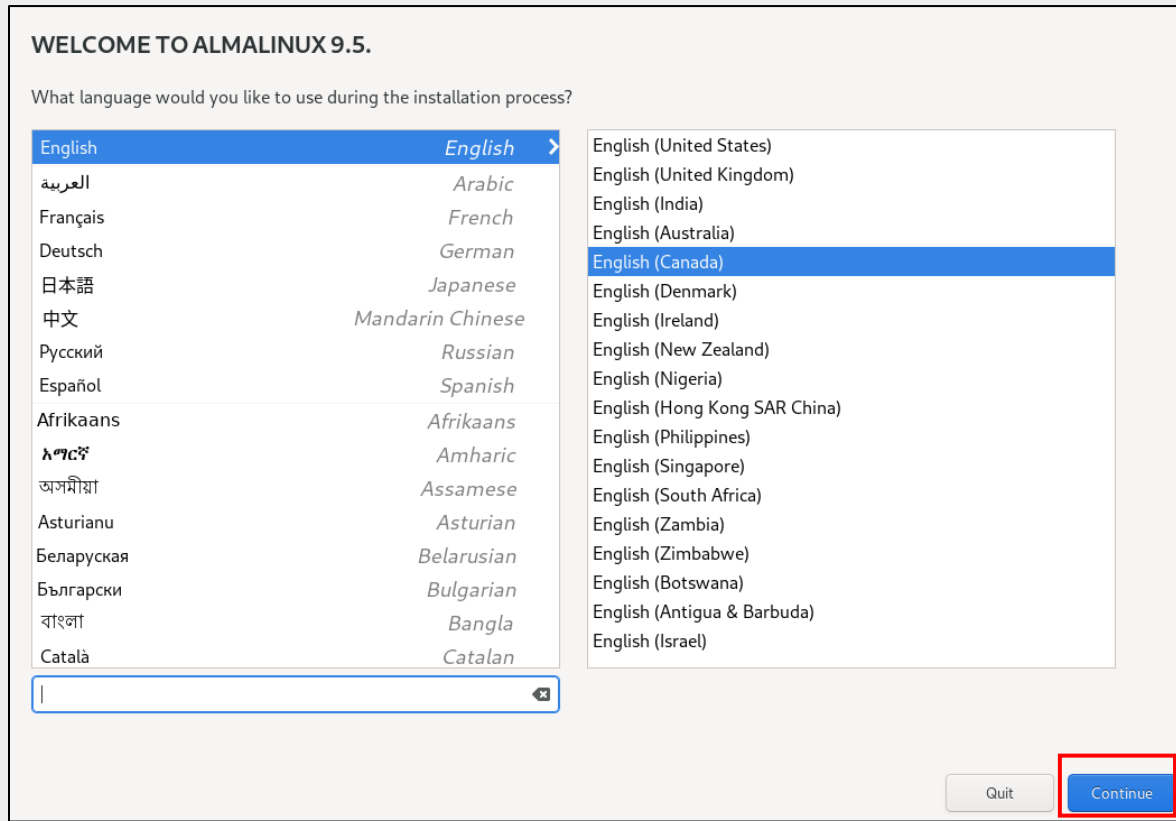 WELCOME TO ALMALINUX 9.5.
What language would you like to use during the installation process?
English English
العربية Arabic
Français French
Deutsch German
日本語 Japanese
中文 Mandarin Chinese
Русский Russian
Español Spanish
Afrikaans Afrikaans
አማርኛ Amharic
অসমীয়া Assamese
Asturianu Asturian
Беларуская Belarusian
Български Bulgarian
বাংলা Bangla
Català Catalan
English (United States)
English (United Kingdom)
English (India)
English (Australia)
English (Canada)
English (Denmark)
English (Ireland)
English (New Zealand)
English (Nigeria)
English (Hong Kong SAR China)
English (Philippines)
English (Singapore)
English (South Africa)
English (Zambia)
English (Zimbabwe)
English (Botswana)
English (Antigua & Barbuda)
English (Israel)
Quit Continue